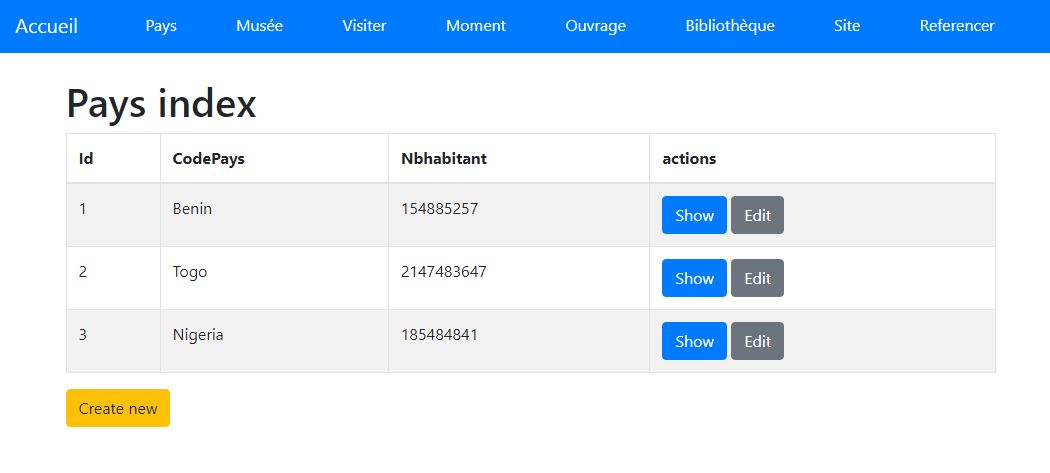 Accueil Pays Musée Visiter Moment Ouvrage Bibliothèque Site Referencer
Pays index
Id CodePays Nbhabitant actions
1 Benin 154885257 Show Edit
2 Togo 2147483647 Show Edit
3 Nigeria 185484841 Show Edit
Create new